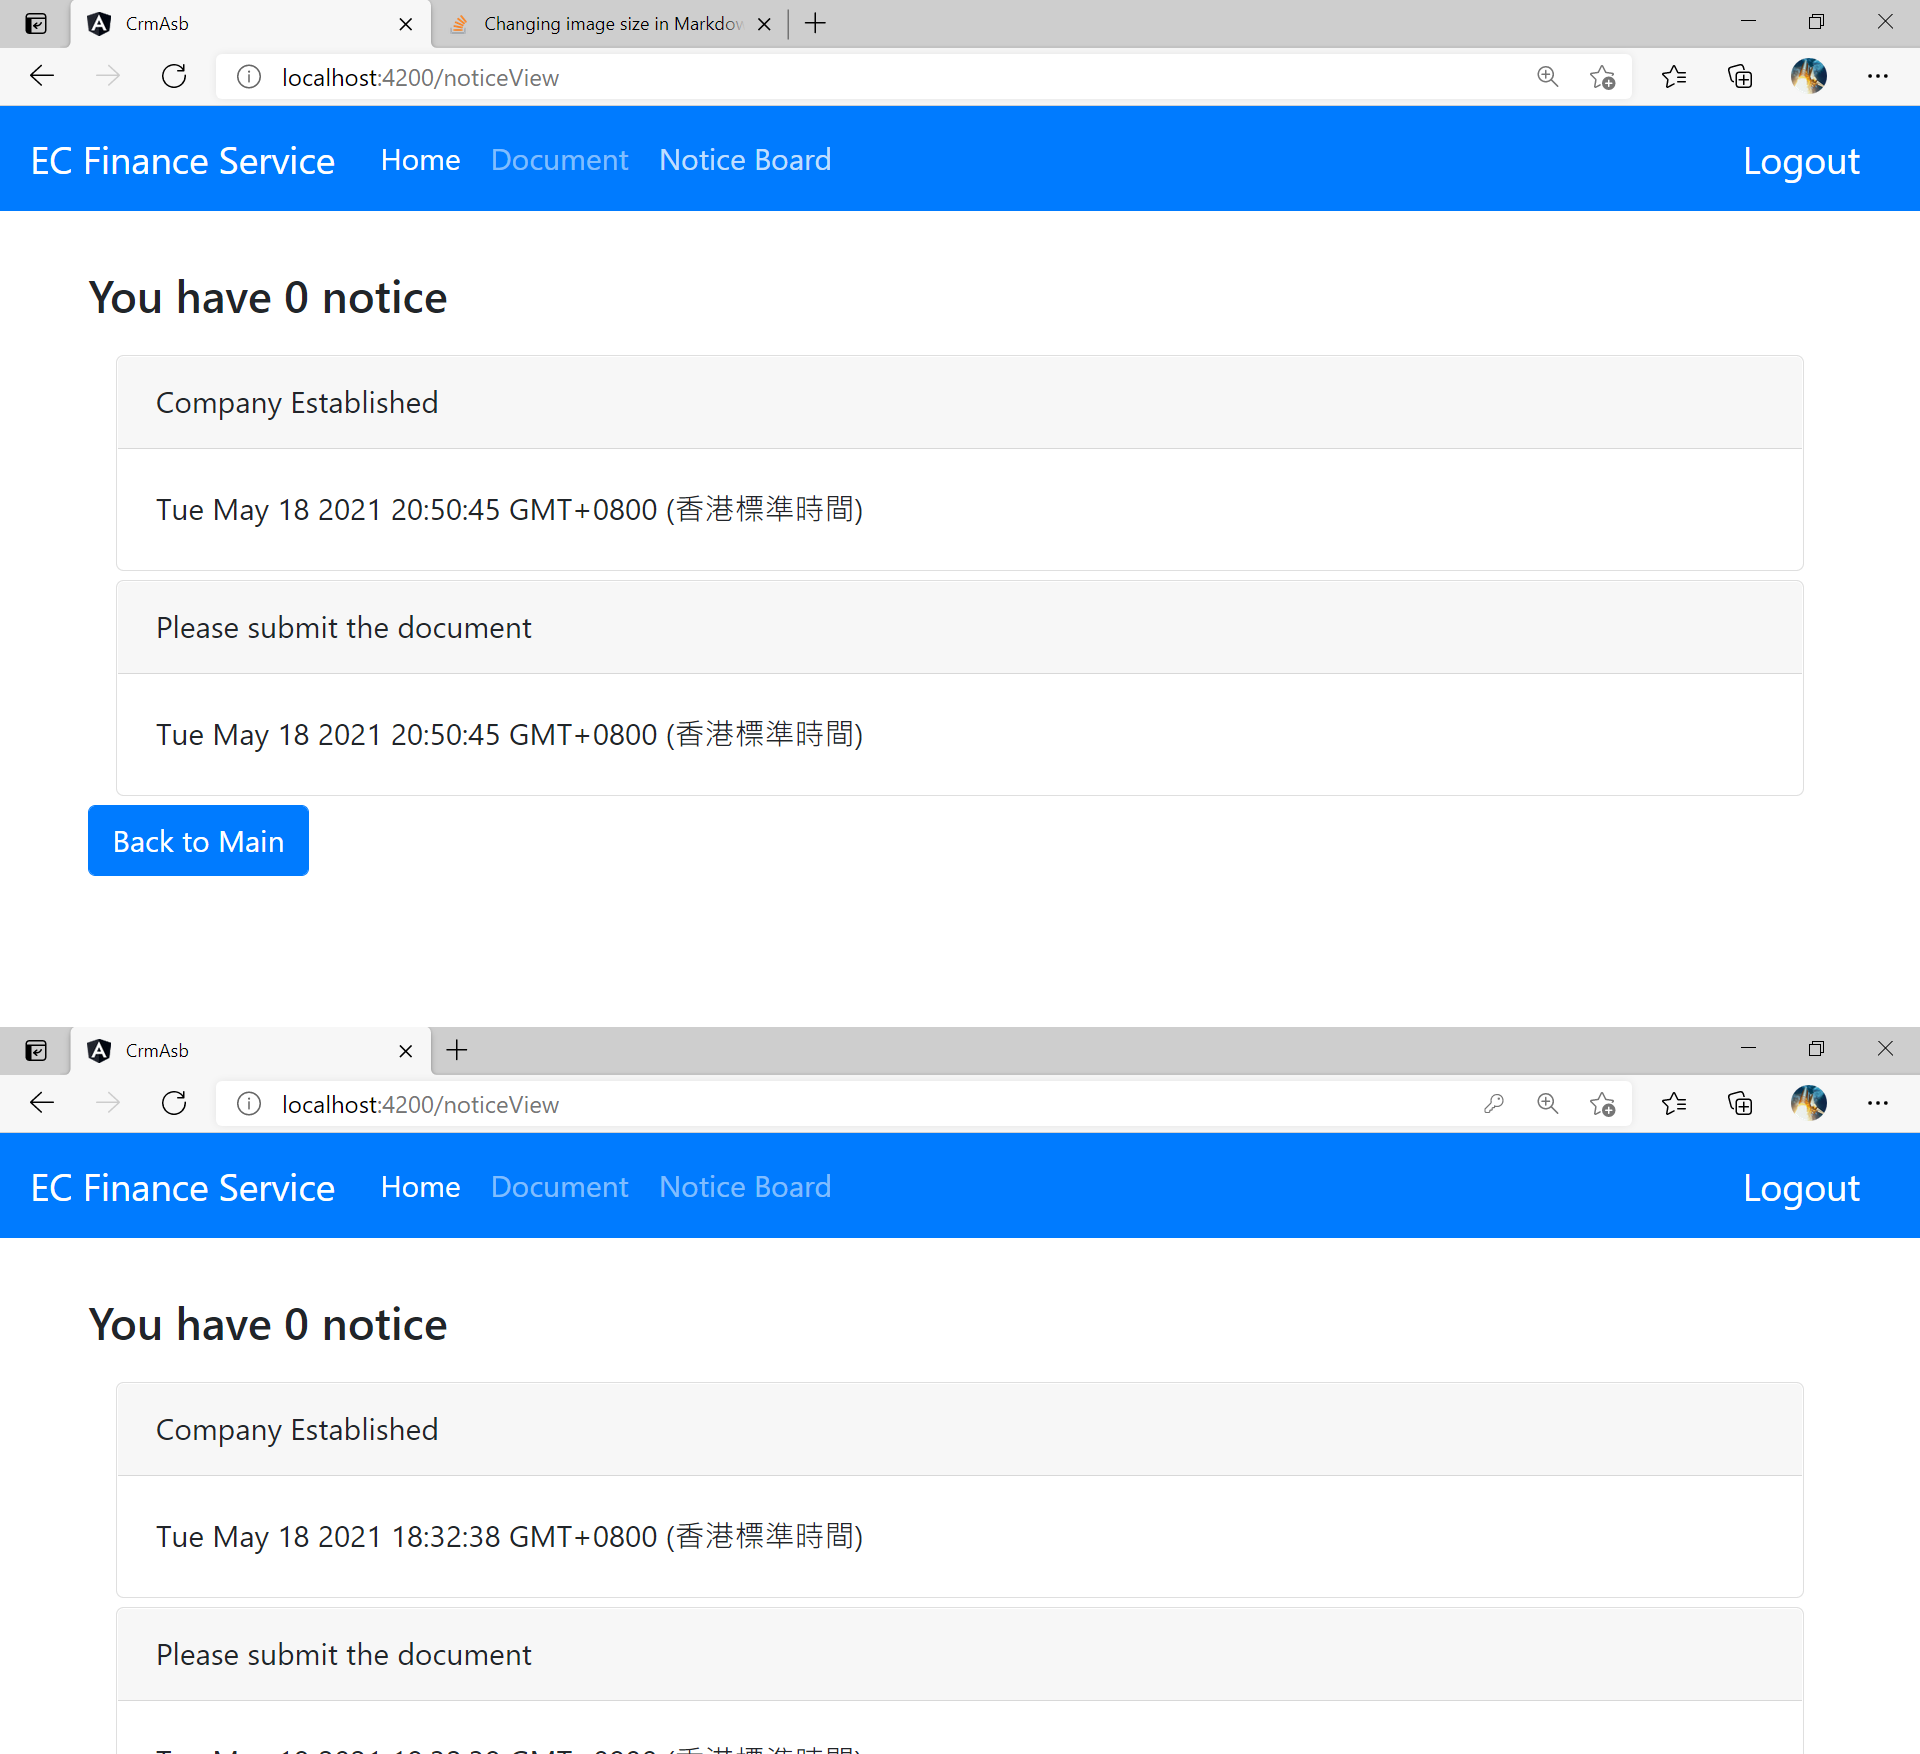 CrmAsb
Changing image size in Markdow
localhost:4200/noticeView
EC Finance Service Home Document Notice Board Logout
You have 0 notice
Company Established
Tue May 18 2021 20:50:45 GMT+0800 (香港標準時間)
Please submit the document
Tue May 18 2021 20:50:45 GMT+0800 (香港標準時間)
Back to Main
CrmAsb
localhost:4200/noticeView
EC Finance Service Home Document Notice Board Logout
You have 0 notice
Company Established
Tue May 18 2021 18:32:38 GMT+0800 (香港標準時間)
Please submit the document